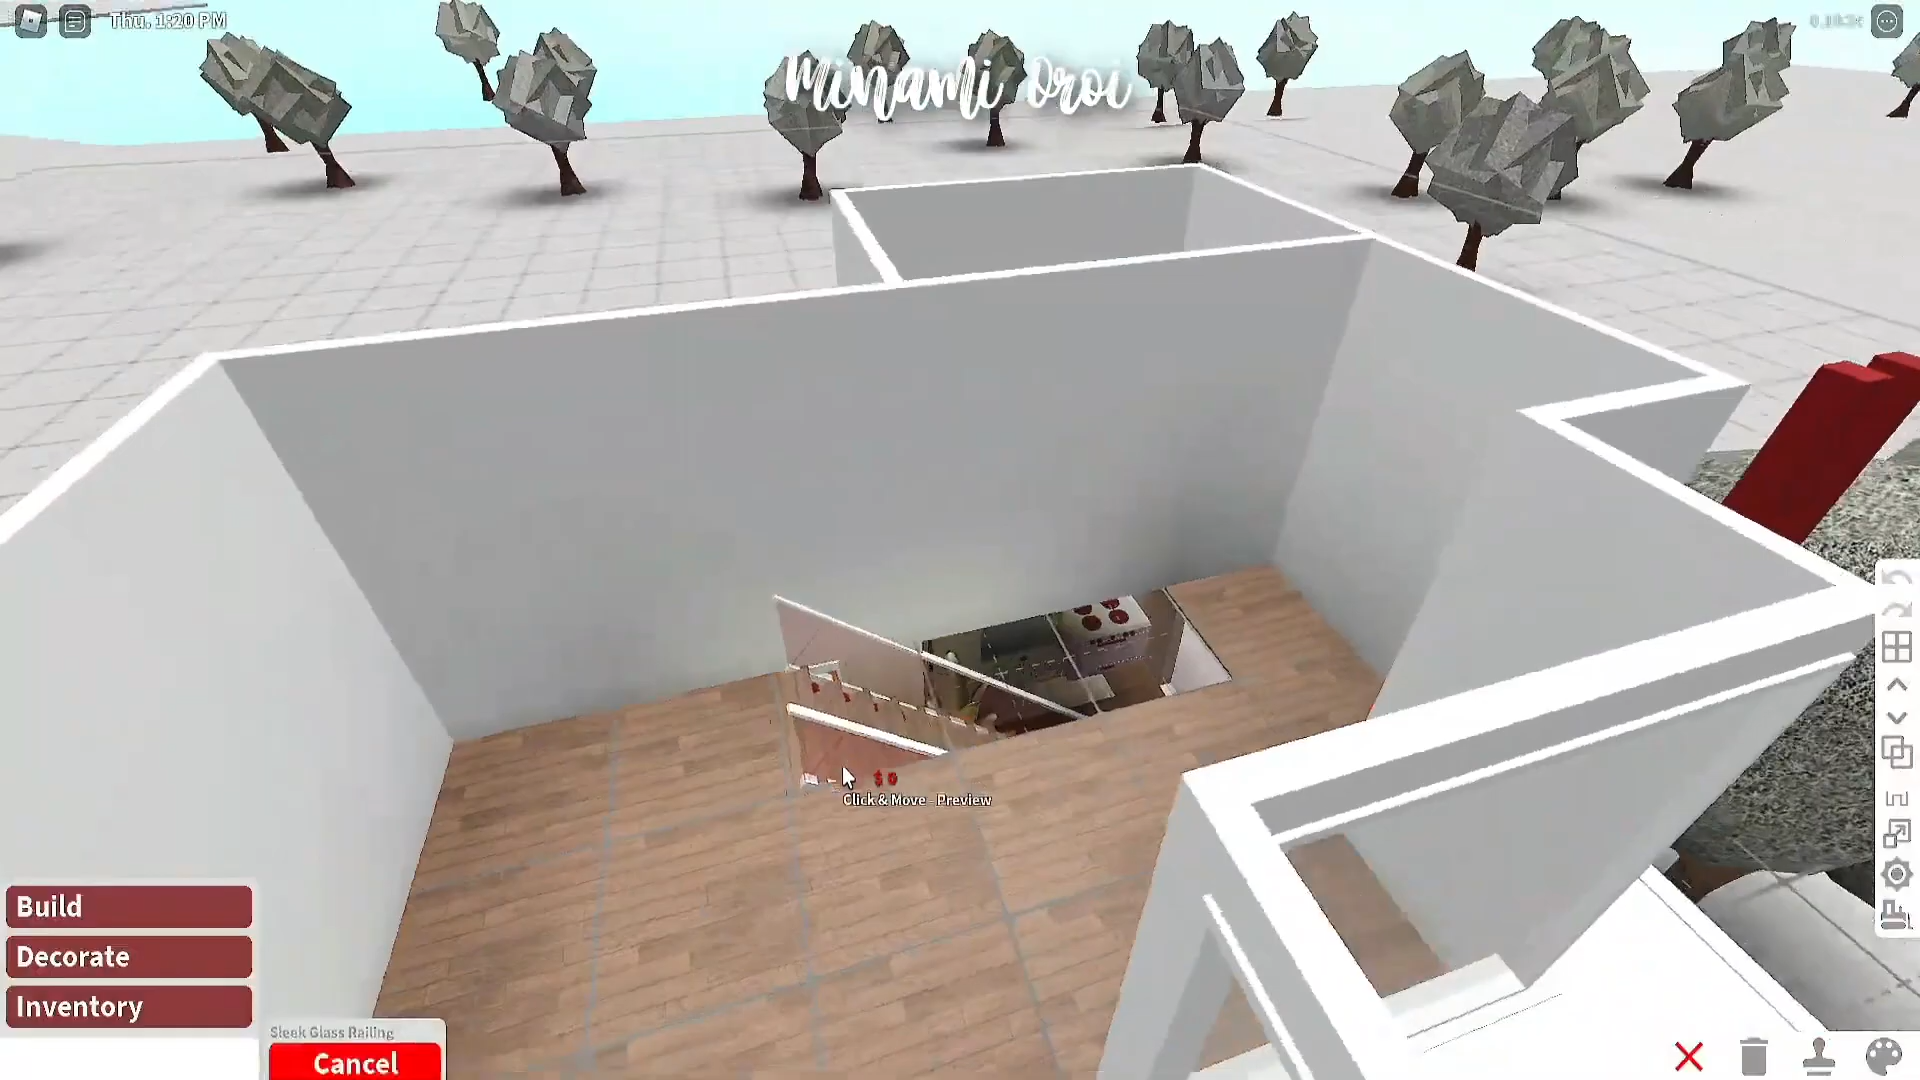 Thu. 1:20 PM
Minami Oroi
$0
Click & Move - Preview
Build
Decorate
Inventory
Sleek Glass Railing
Cancel